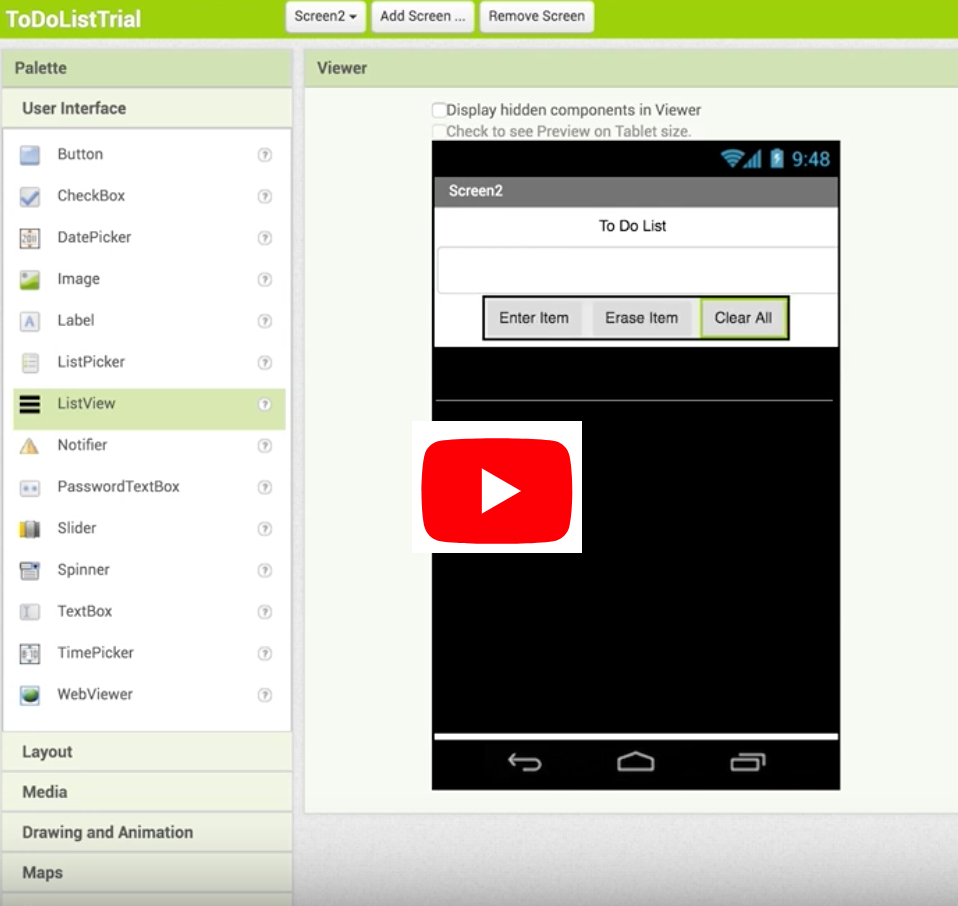 ToDoListTrial
Screen2
Add Screen ...
Remove Screen
Palette
User Interface
Button
?
CheckBox
?
DatePicker
?
Image
?
Label
?
ListPicker
?
ListView
?
Notifier
?
PasswordTextBox
?
Slider
?
Spinner
?
TextBox
?
TimePicker
?
WebViewer
?
Layout
Media
Drawing and Animation
Maps
Viewer
Display hidden components in Viewer
Check to see Preview on Tablet size.
9:48
Screen2
To Do List
Enter Item
Erase Item
Clear All